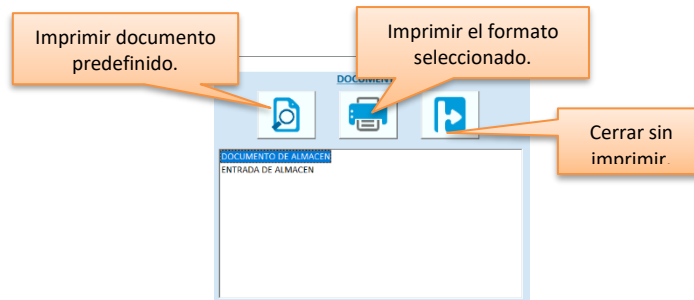 Imprimir documento
predefinido.
Imprimir el formato
seleccionado.
Cerrar sin
imprimir.
DOCUMENTO DE ALMACEN
ENTRADA DE ALMACEN